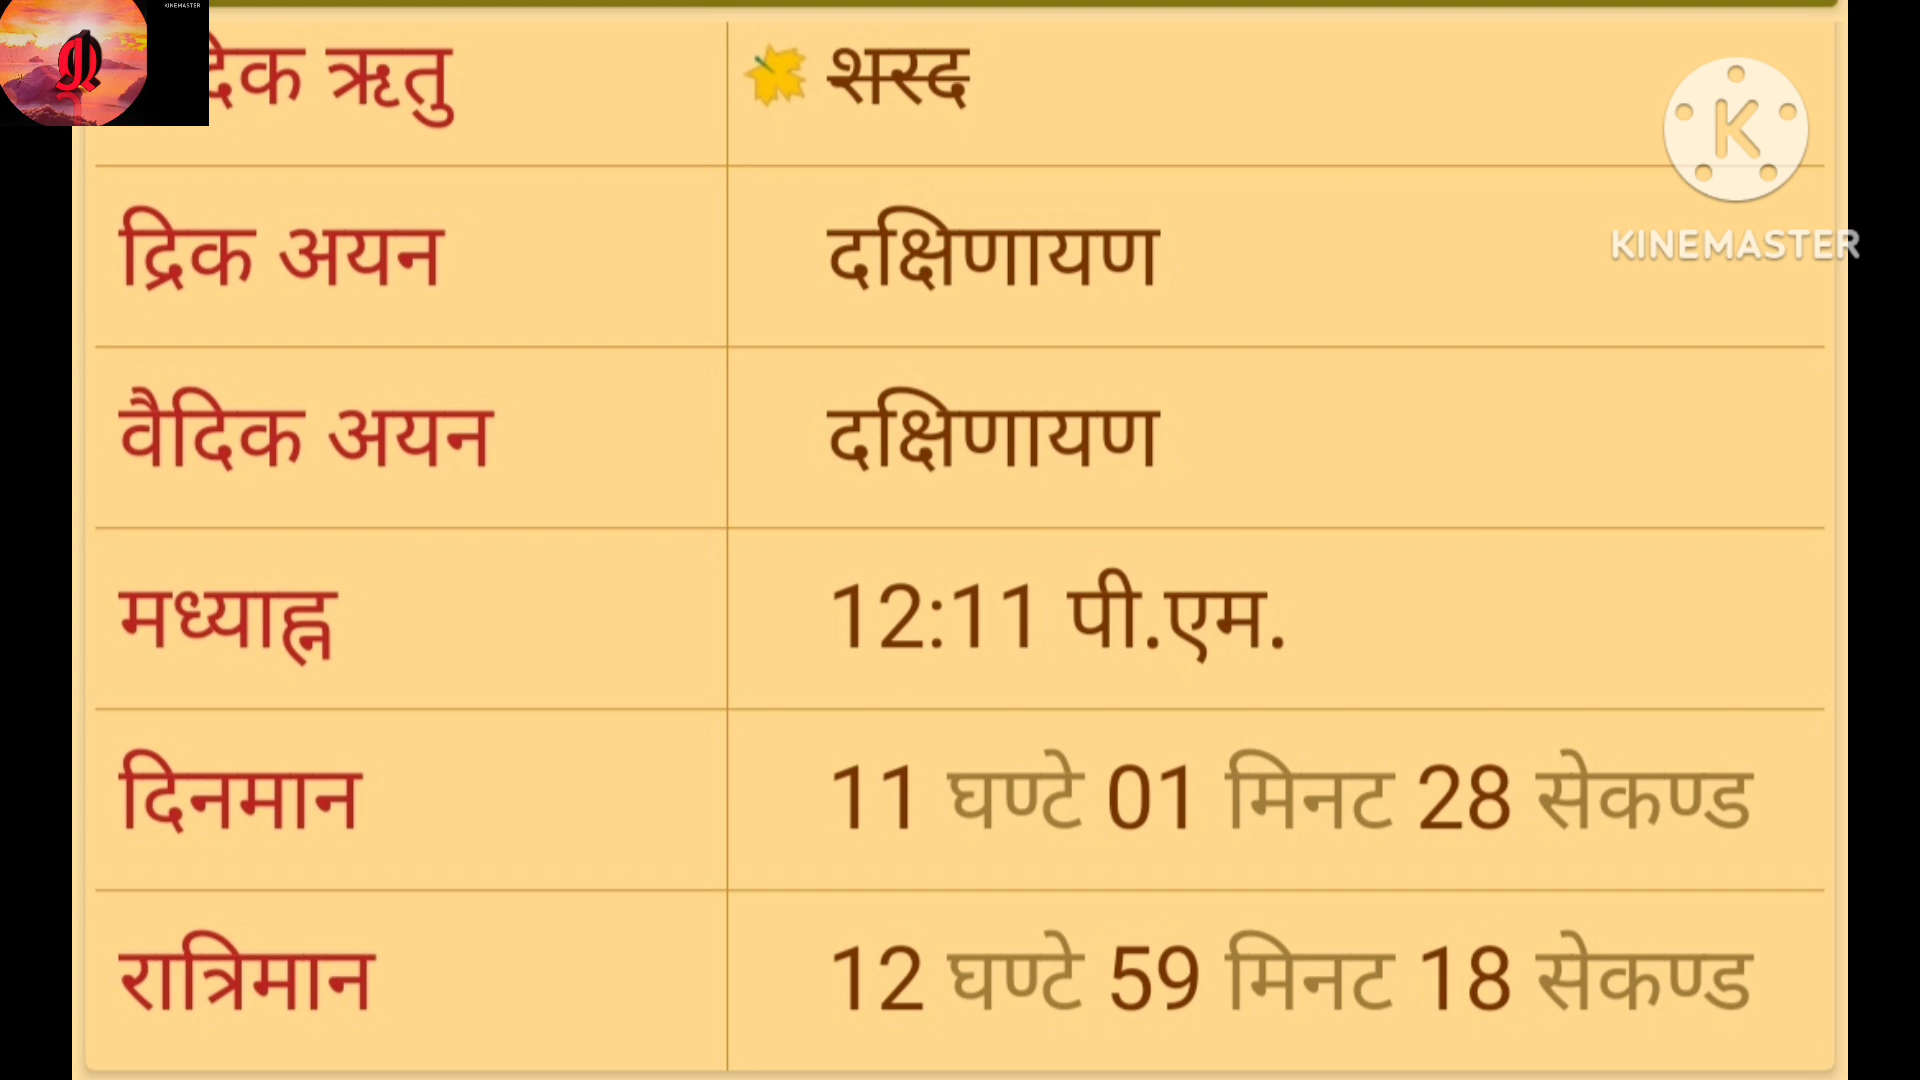 KINEMASTER
दिक ऋतु शरद
द्रिक अयन दक्षिणायण
वैदिक अयन दक्षिणायण
मध्याह्न 12:11 पी.एम.
दिनमान 11 घण्टे 01 मिनट 28 सेकण्ड
रात्रिमान 12 घण्टे 59 मिनट 18 सेकण्ड
K
KINEMASTER